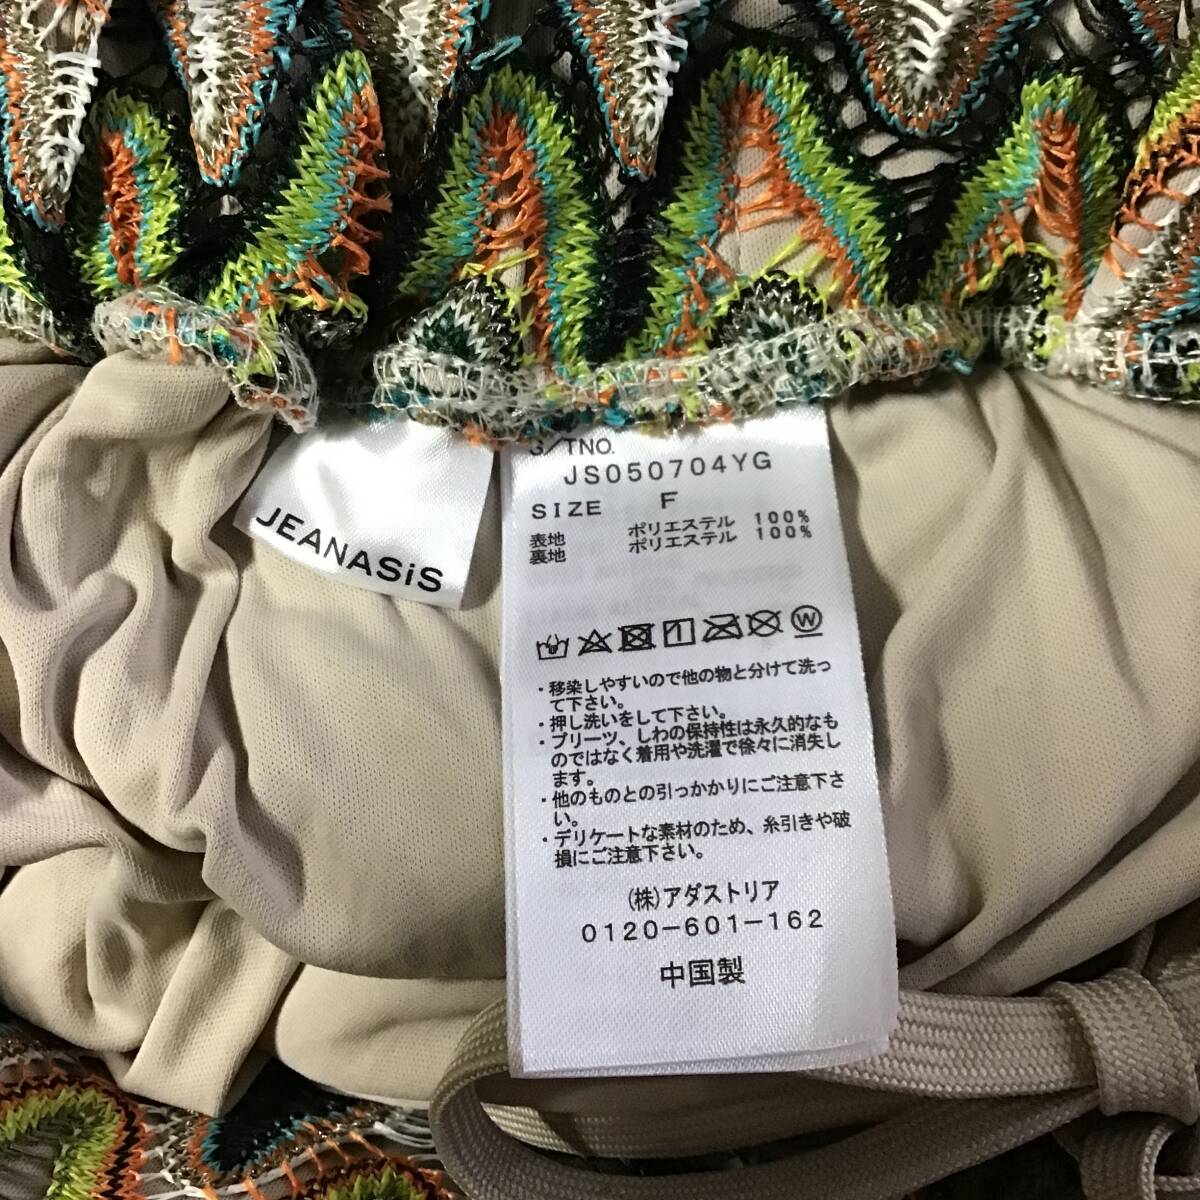 JEANASiS
S/TNO.
JS050704YG
SIZE F
表地 ポリエステル 100%
裏地 ポリエステル 100%
W
・移染しやすいので他の物と分けて洗っ
て下さい。
・押し洗いをして下さい。
・プリーツ、しわの保持性は永久的なも
のではなく着用や洗濯で徐々に消失し
ます。
・他のものとの引っかかりにご注意下さ
い。
・デリケートな素材のため、糸引きや破
損にご注意下さい。
(株)アダストリア
0120-601-162
中国製